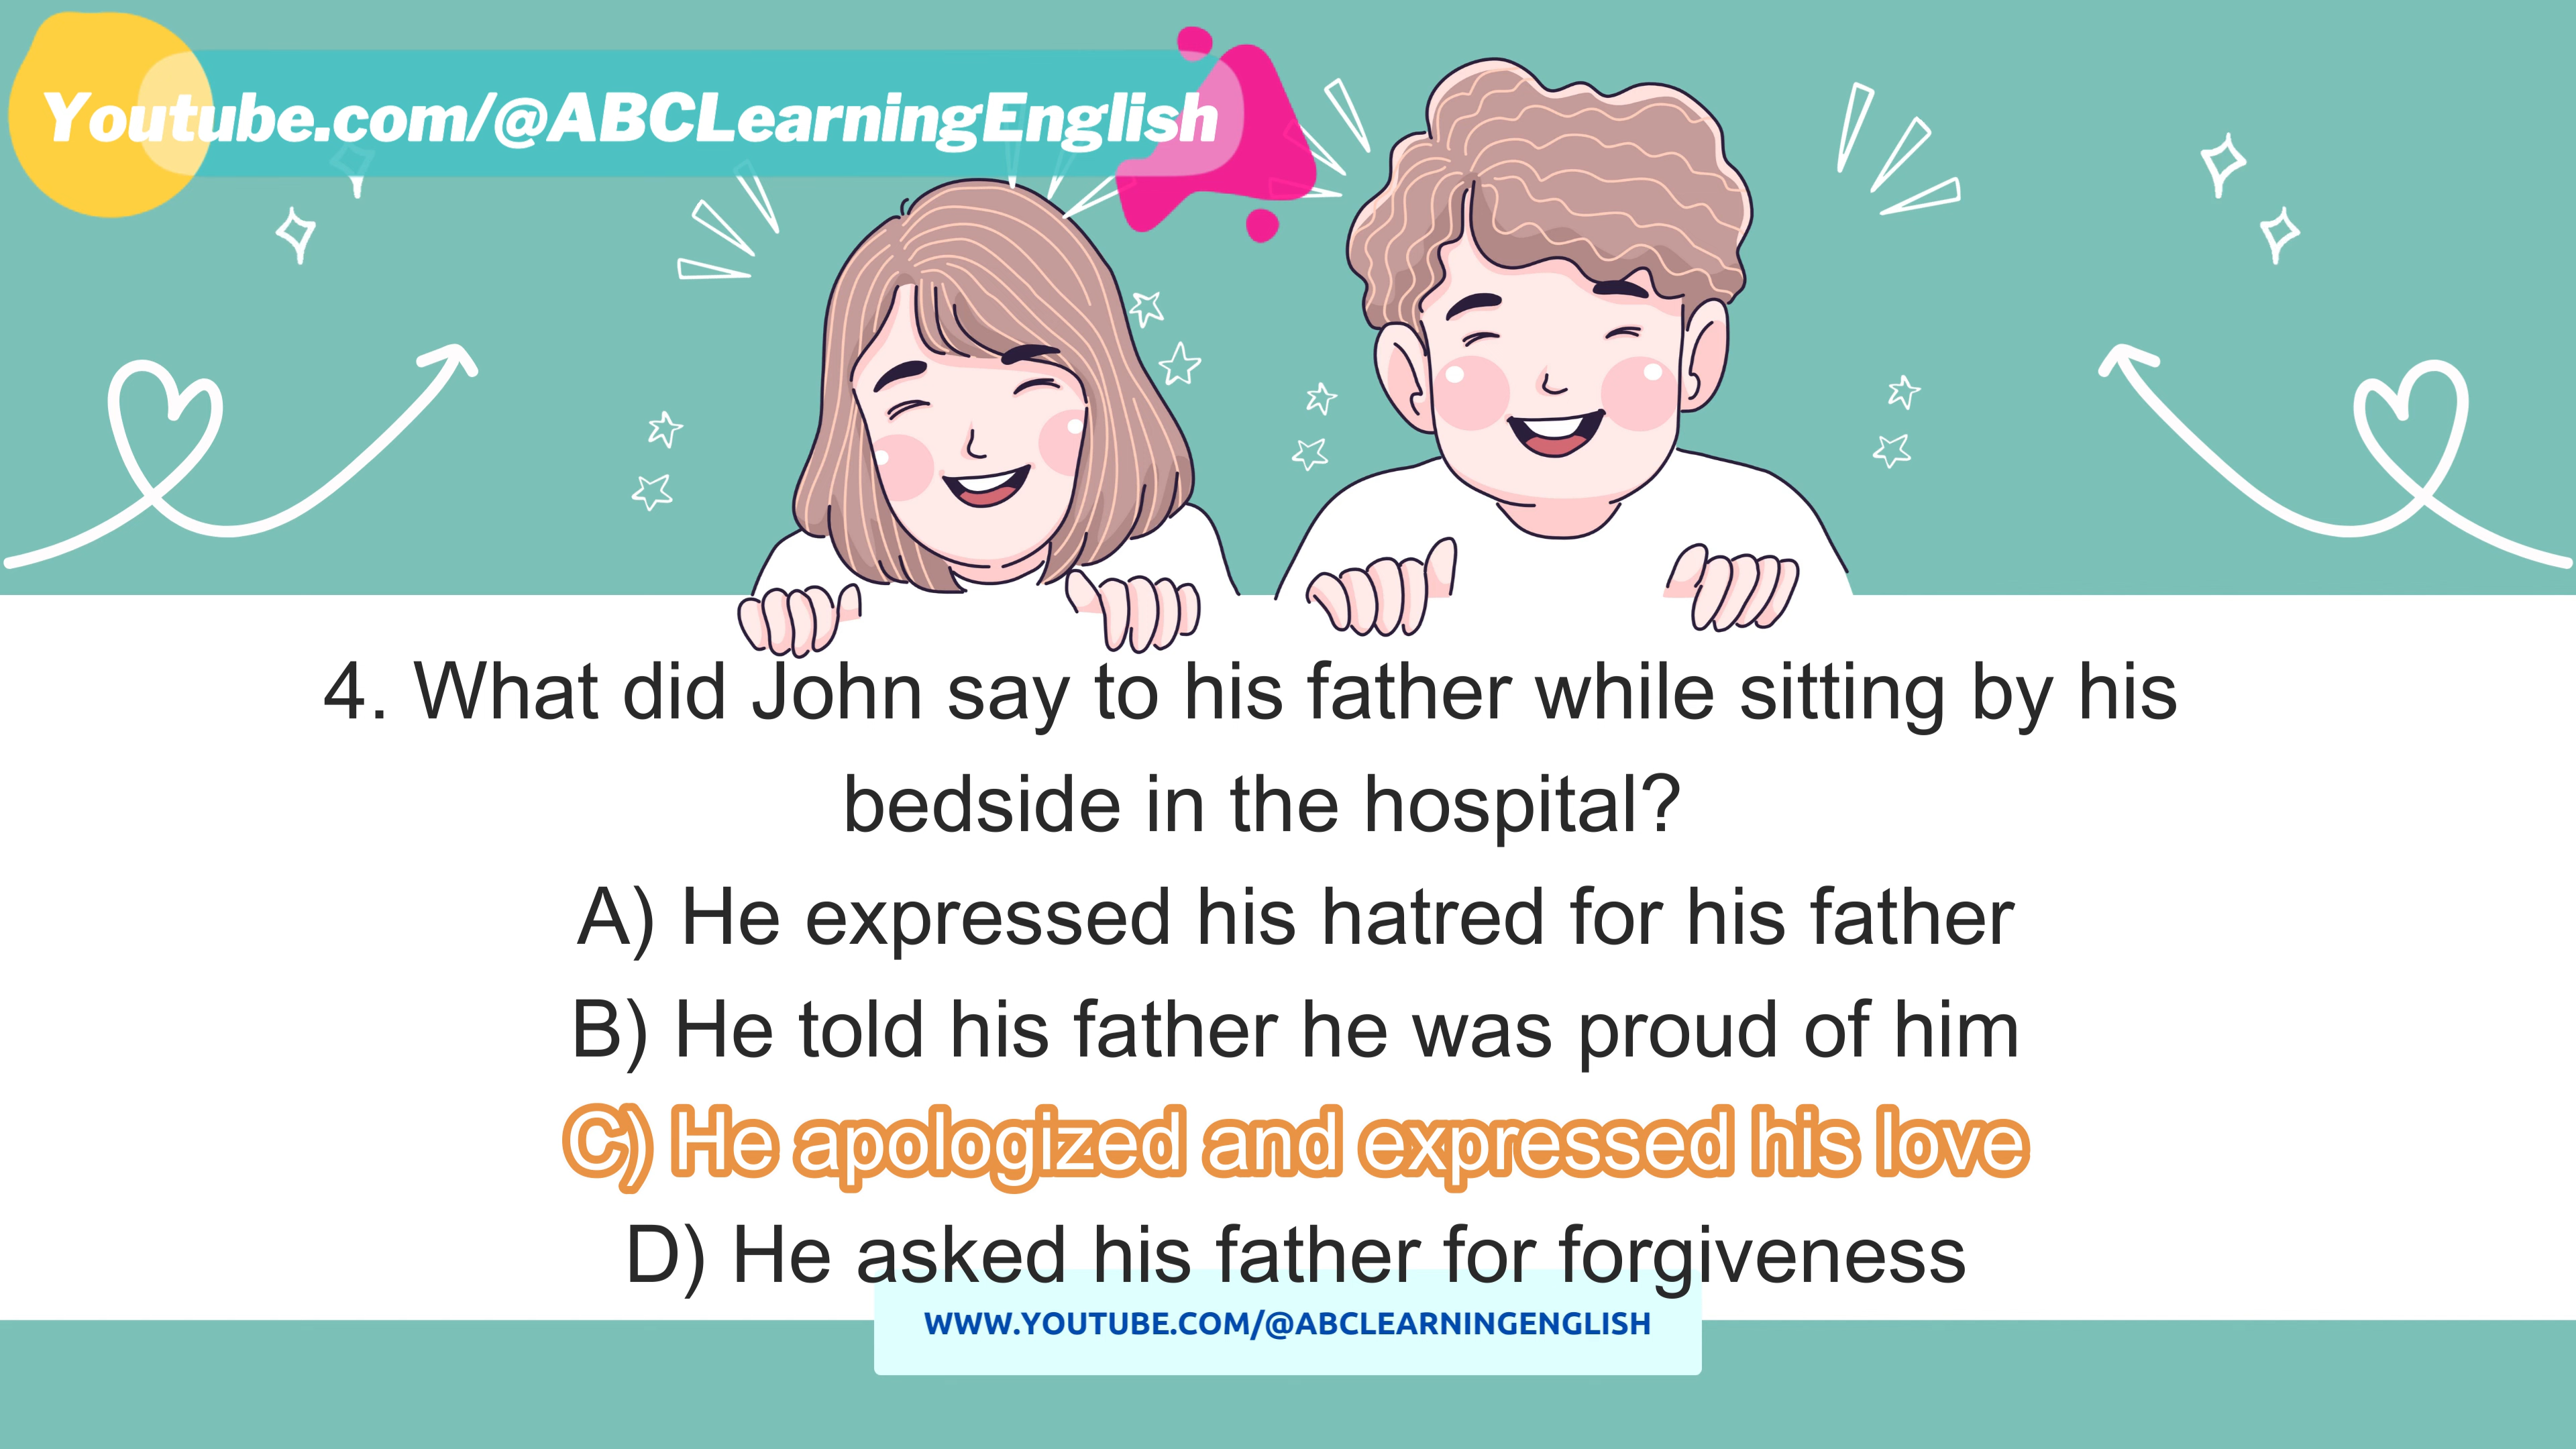 Youtube.com/@ABCLearningEnglish
4. What did John say to his father while sitting by his
bedside in the hospital?
A) He expressed his hatred for his father
B) He told his father he was proud of him
C) He apologized and expressed his love
D) He asked his father for forgiveness
WWW.YOUTUBE.COM/@ABCLEARNINGENGLISH